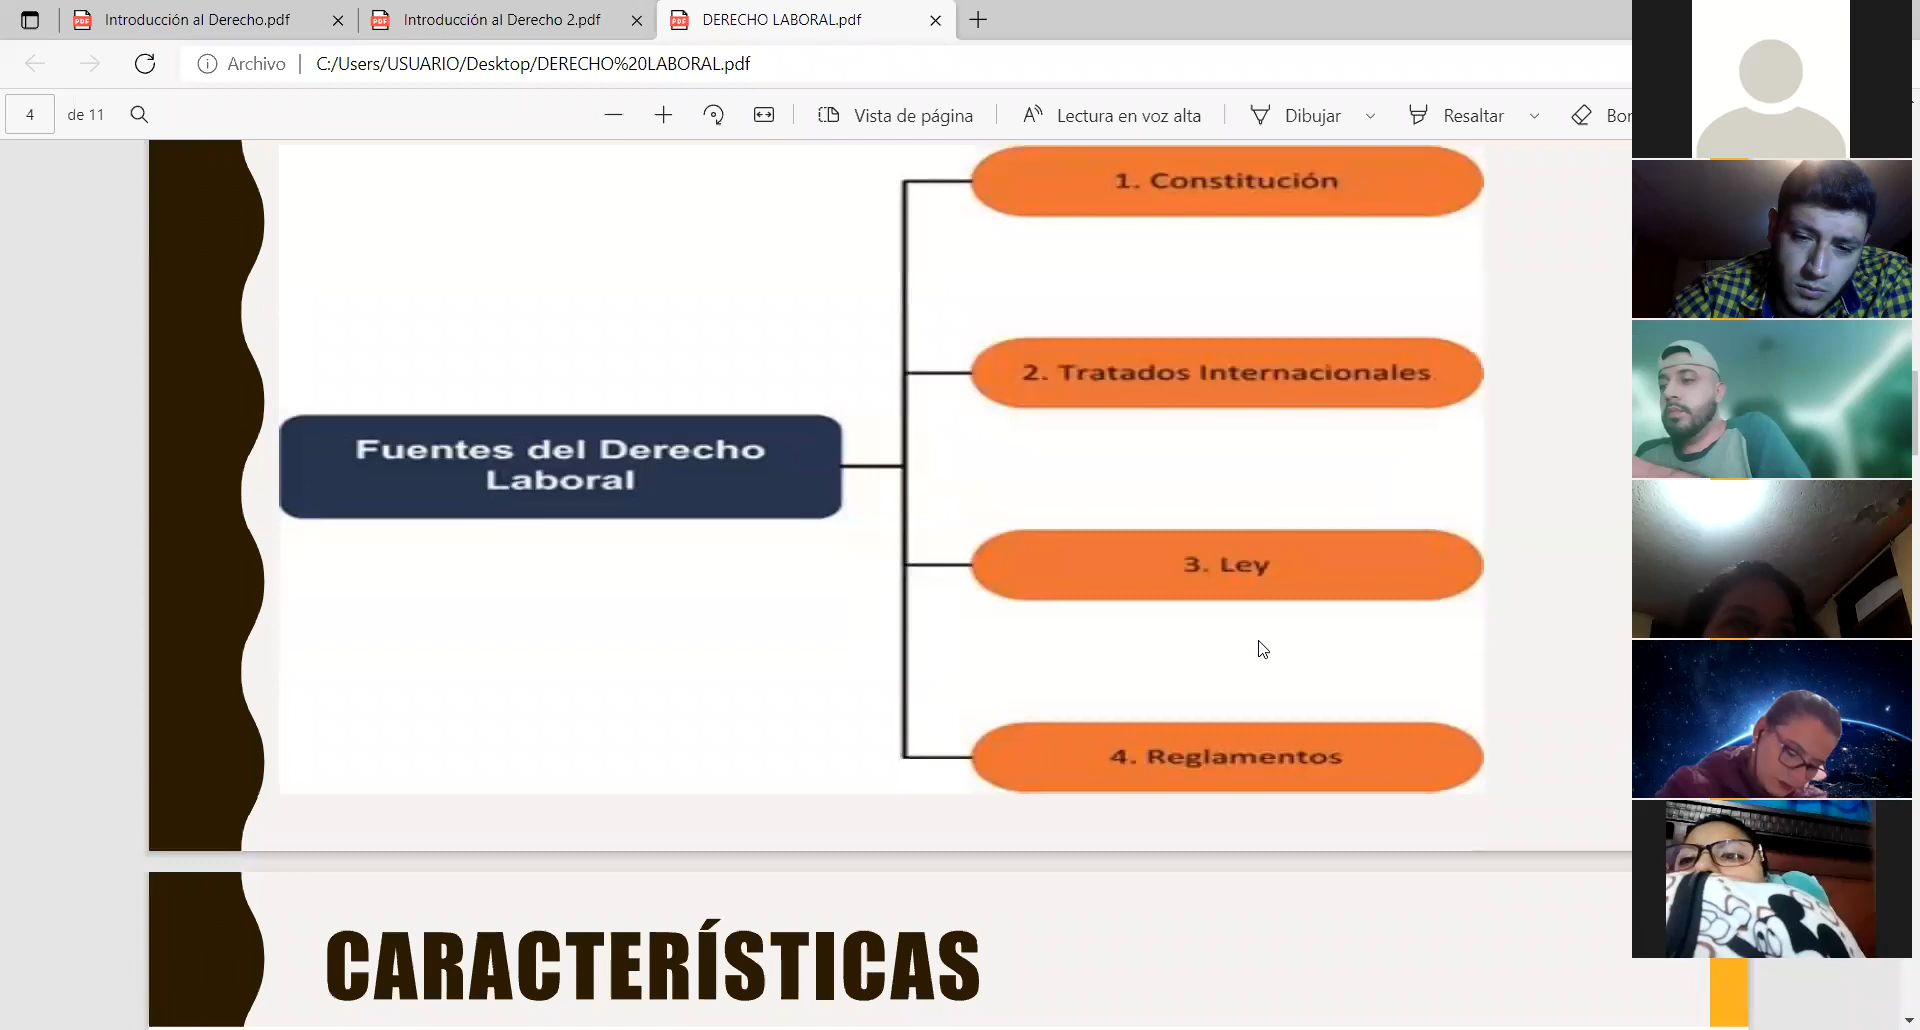 Introducción al Derecho.pdf
Introducción al Derecho 2.pdf
DERECHO LABORAL.pdf
Archivo
C:/Users/USUARIO/Desktop/DERECHO%20LABORAL.pdf
4
de 11
Vista de página
Lectura en voz alta
Dibujar
Resaltar
Bor
1. Constitución
2. Tratados Internacionales
Fuentes del Derecho
Laboral
3. Ley
4. Reglamentos
CARACTERÍSTICAS